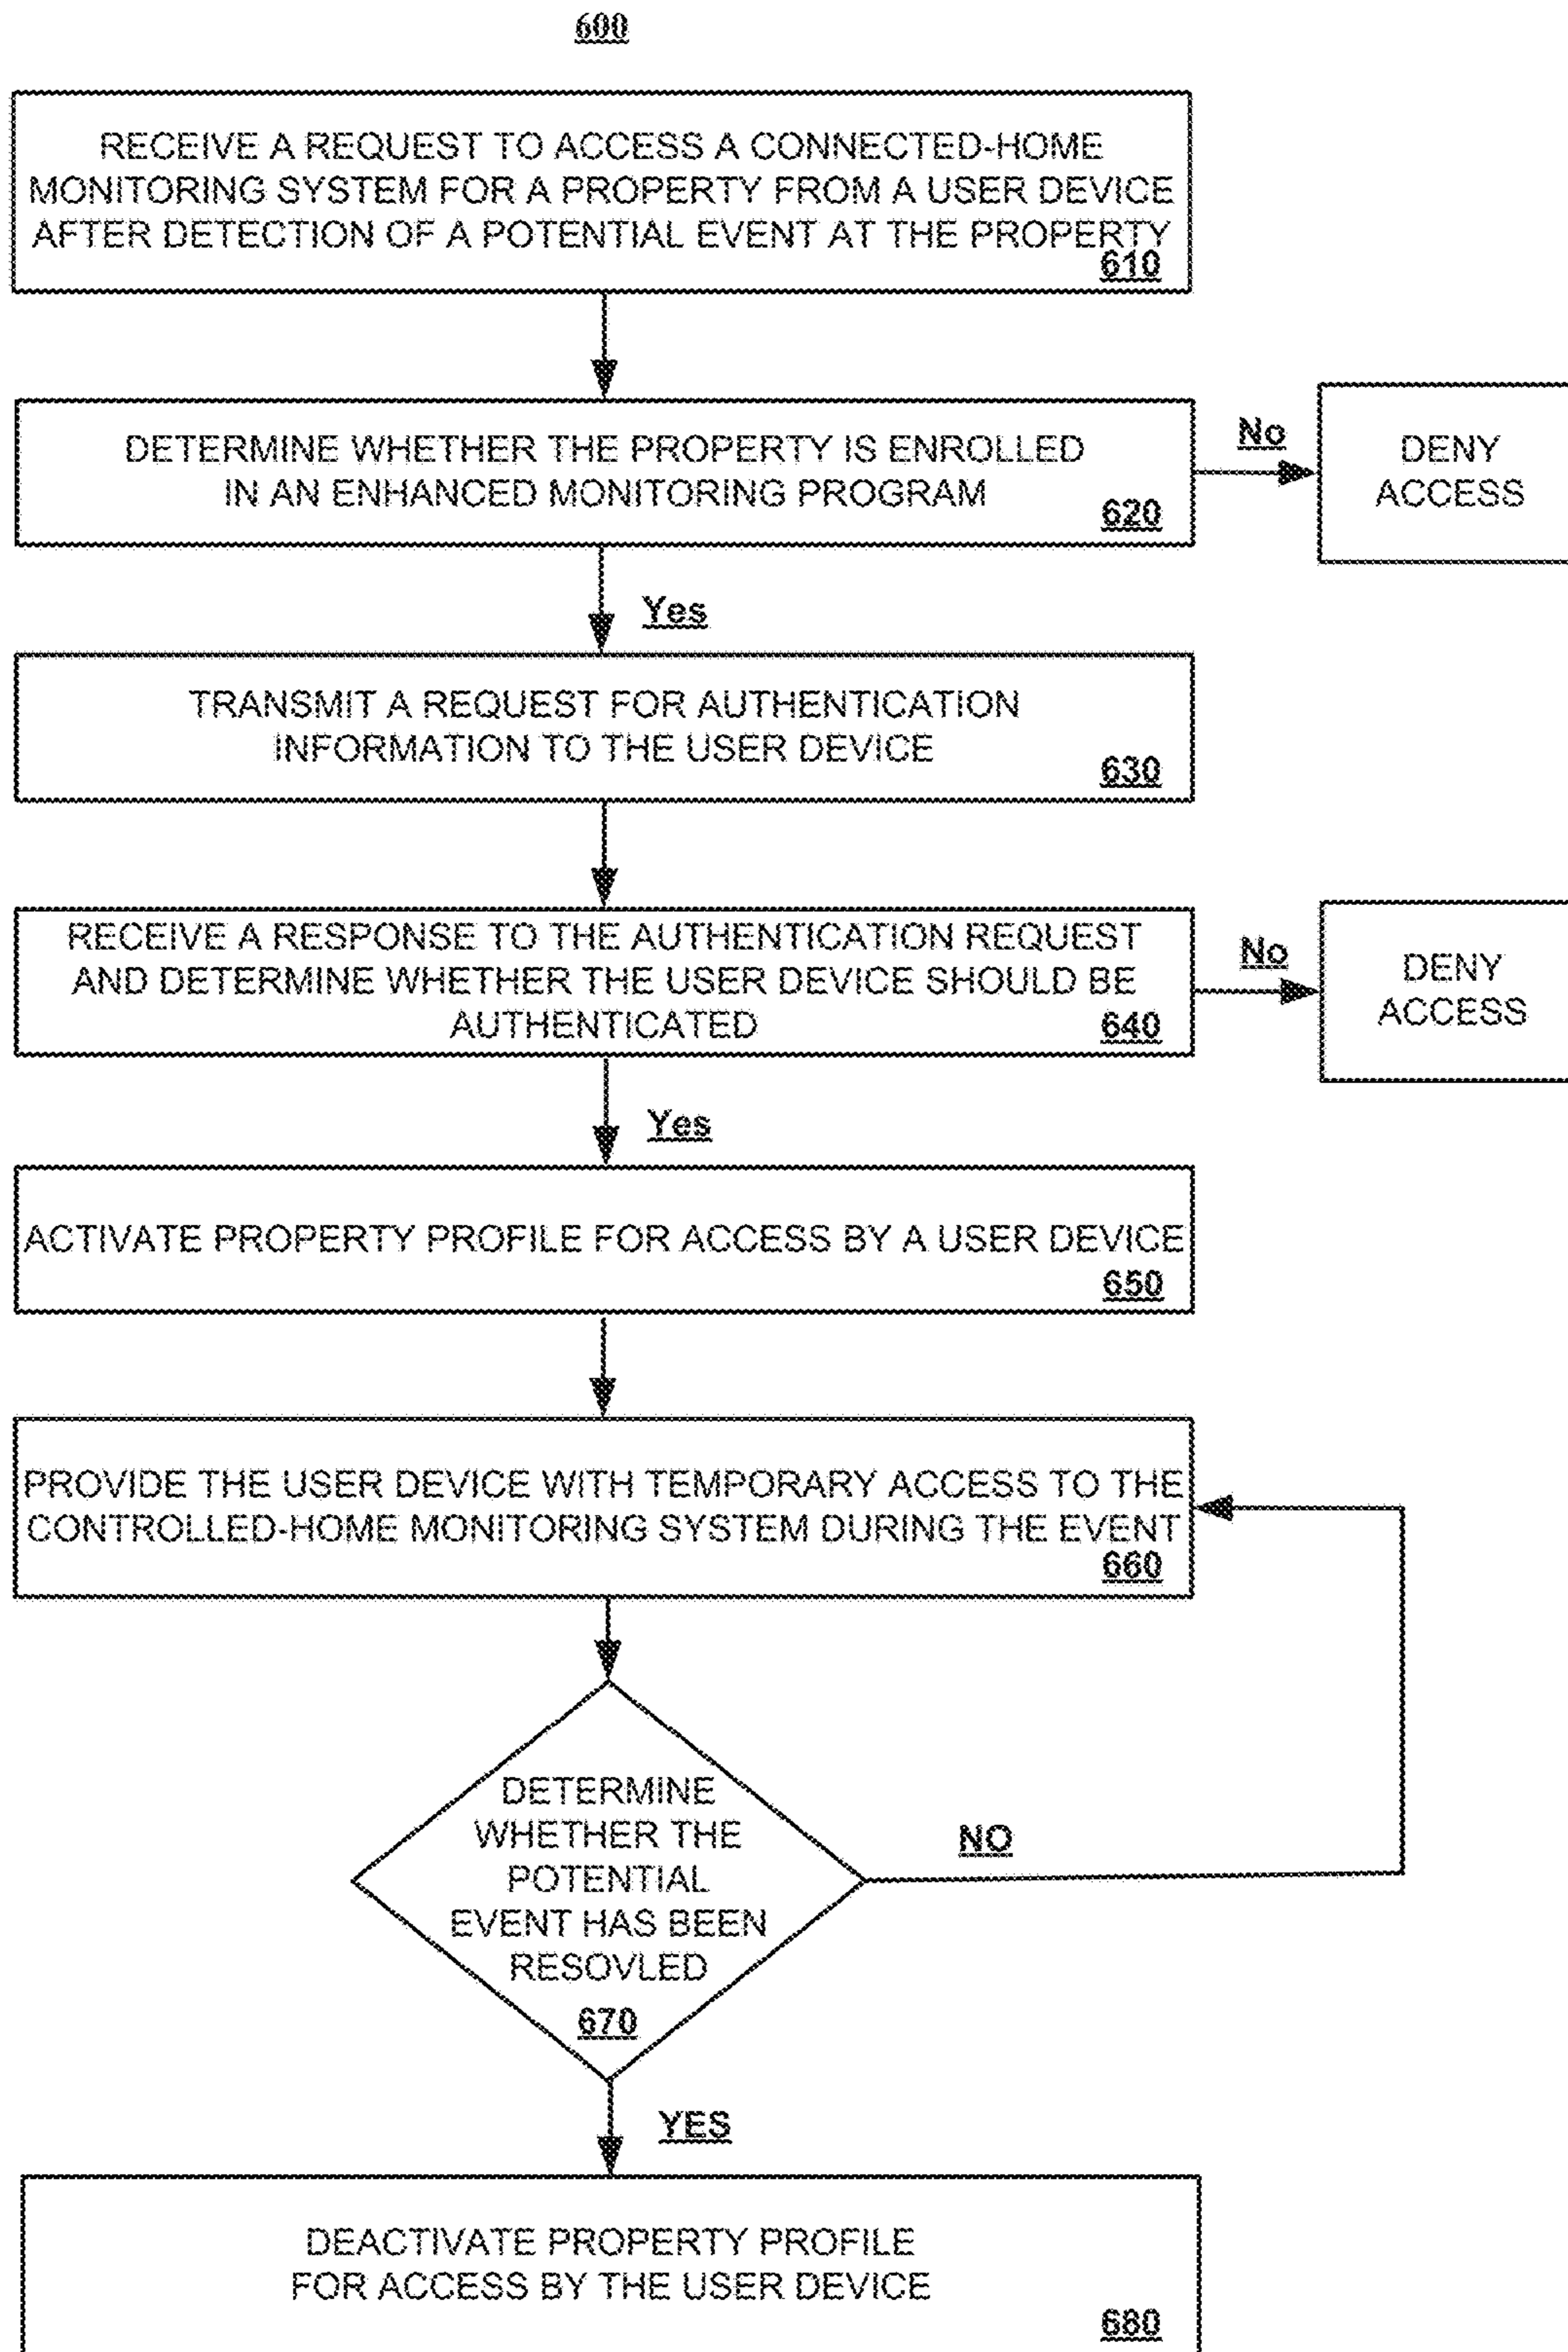 600
RECEIVE A REQUEST TO ACCESS A CONNECTED-HOME
MONITORING SYSTEM FOR A PROPERTY FROM A USER DEVICE
AFTER DETECTION OF A POTENTIAL EVENT AT THE PROPERTY
610
DETERMINE WHETHER THE PROPERTY IS ENROLLED
IN AN ENHANCED MONITORING PROGRAM
620
No
DENY
ACCESS
Yes
TRANSMIT A REQUEST FOR AUTHENTICATION
INFORMATION TO THE USER DEVICE
630
RECEIVE A RESPONSE TO THE AUTHENTICATION REQUEST
AND DETERMINE WHETHER THE USER DEVICE SHOULD BE
AUTHENTICATED
640
No
DENY
ACCESS
Yes
ACTIVATE PROPERTY PROFILE FOR ACCESS BY A USER DEVICE
650
PROVIDE THE USER DEVICE WITH TEMPORARY ACCESS TO THE
CONTROLLED-HOME MONITORING SYSTEM DURING THE EVENT
660
DETERMINE
WHETHER THE
POTENTIAL
EVENT HAS BEEN
RESOVLED
670
NO
YES
DEACTIVATE PROPERTY PROFILE
FOR ACCESS BY THE USER DEVICE
680